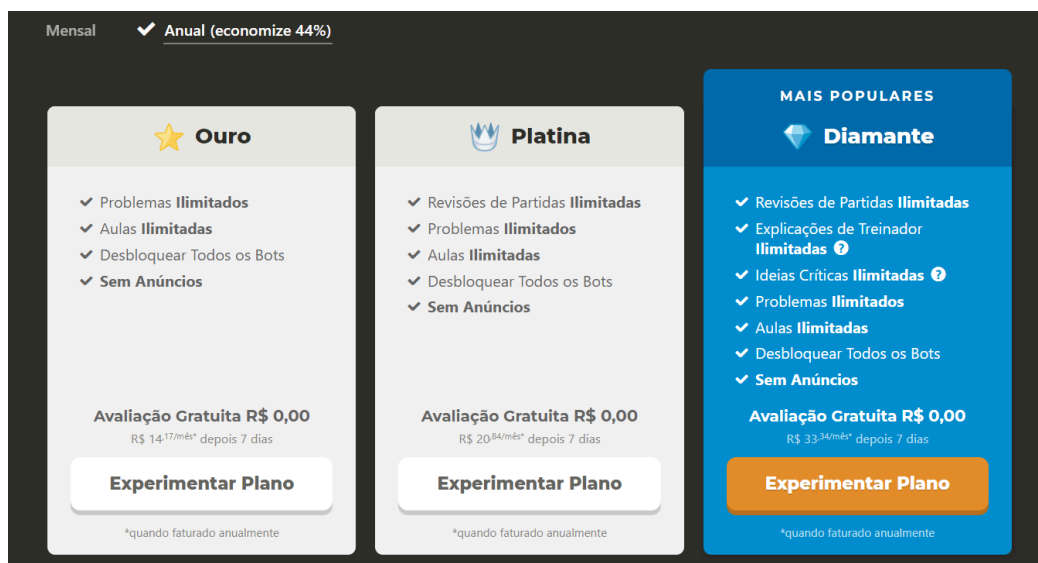 Mensal
Anual (economize 44%)
Ouro
Problemas Ilimitados
Aulas Ilimitadas
Desbloquear Todos os Bots
Sem Anúncios
Avaliação Gratuita R$ 0,00
R$ 14,17/mês* depois 7 dias
Experimentar Plano
*quando faturado anualmente
Platina
Revisões de Partidas Ilimitadas
Problemas Ilimitados
Aulas Ilimitadas
Desbloquear Todos os Bots
Sem Anúncios
Avaliação Gratuita R$ 0,00
R$ 20,84/mês* depois 7 dias
Experimentar Plano
*quando faturado anualmente
MAIS POPULARES
Diamante
Revisões de Partidas Ilimitadas
Explicações de Treinador
Ilimitadas ?
Ideias Críticas Ilimitadas ?
Problemas Ilimitados
Aulas Ilimitadas
Desbloquear Todos os Bots
Sem Anúncios
Avaliação Gratuita R$ 0,00
R$ 33,34/mês* depois 7 dias
Experimentar Plano
*quando faturado anualmente